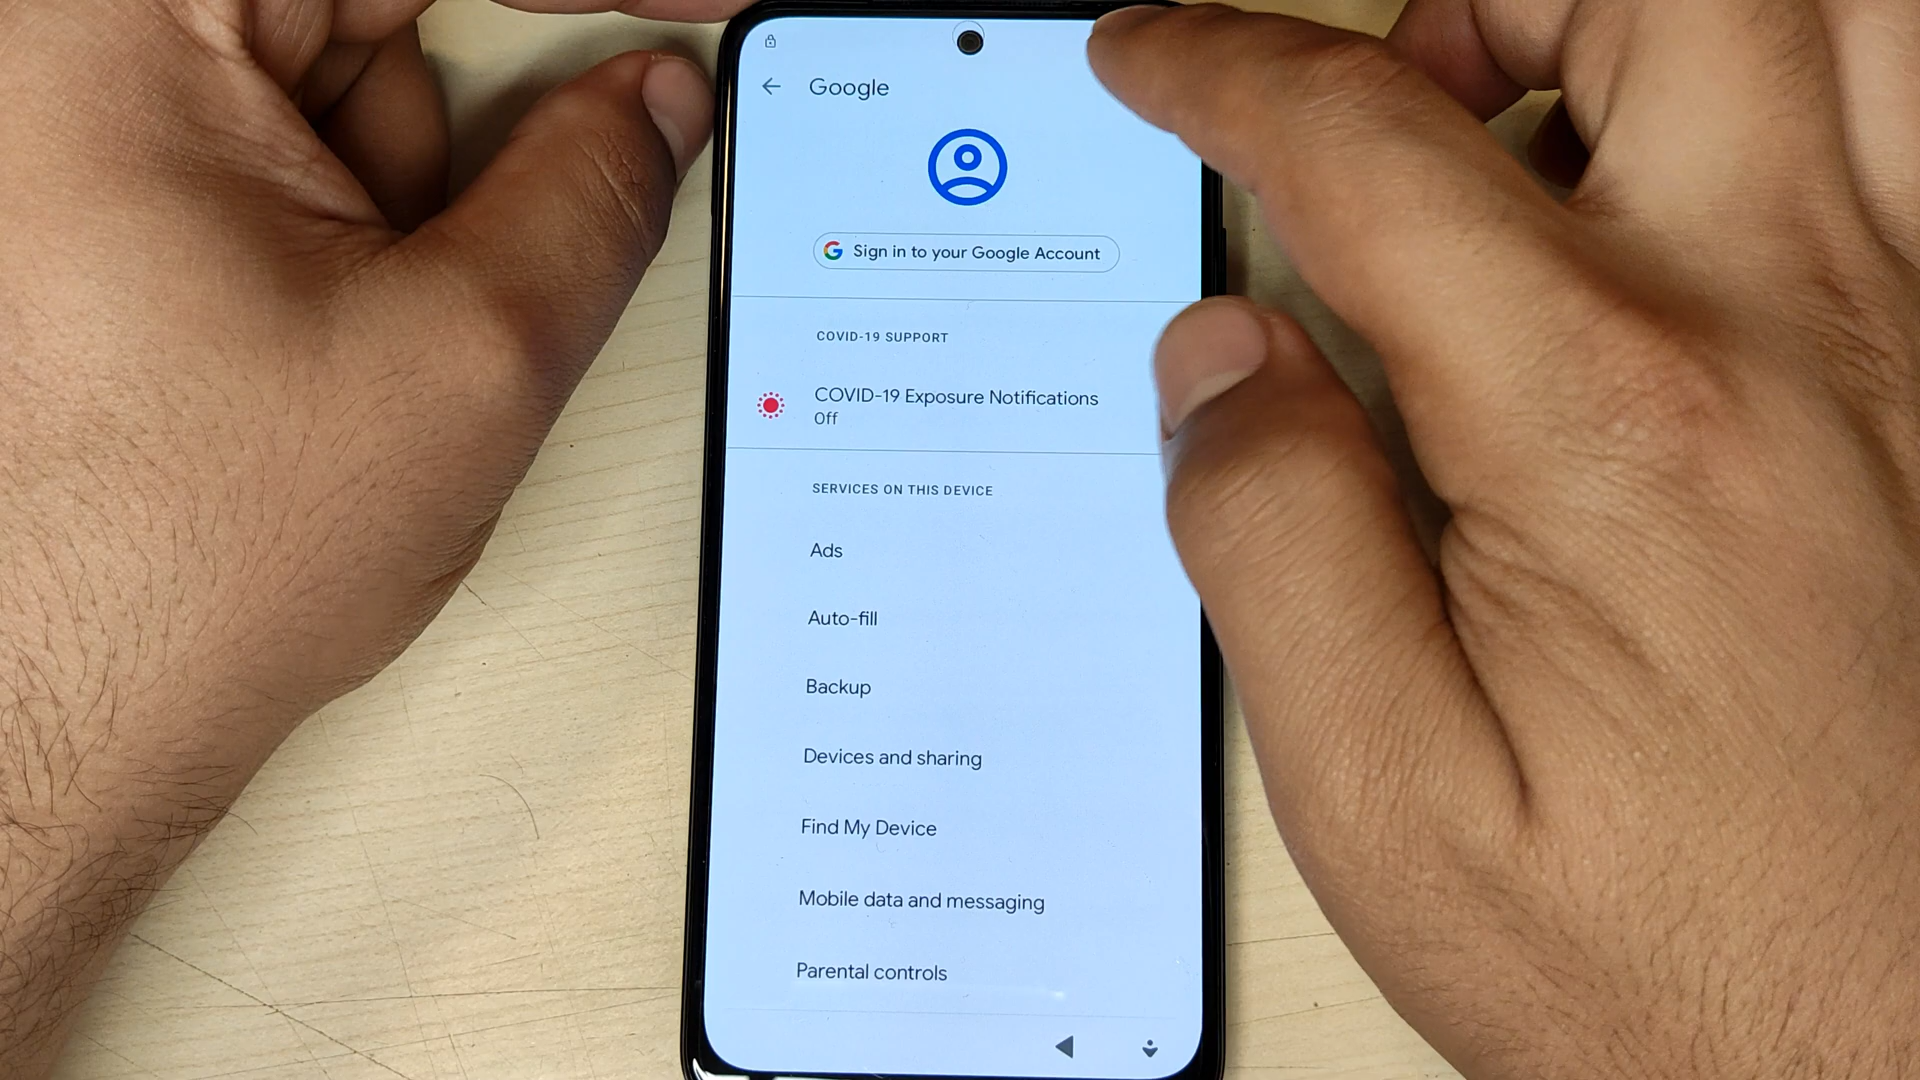 Google
Sign in to your Google Account
COVID-19 SUPPORT
COVID-19 Exposure Notifications
Off
SERVICES ON THIS DEVICE
Ads
Auto-fill
Backup
Devices and sharing
Find My Device
Mobile data and messaging
Parental controls